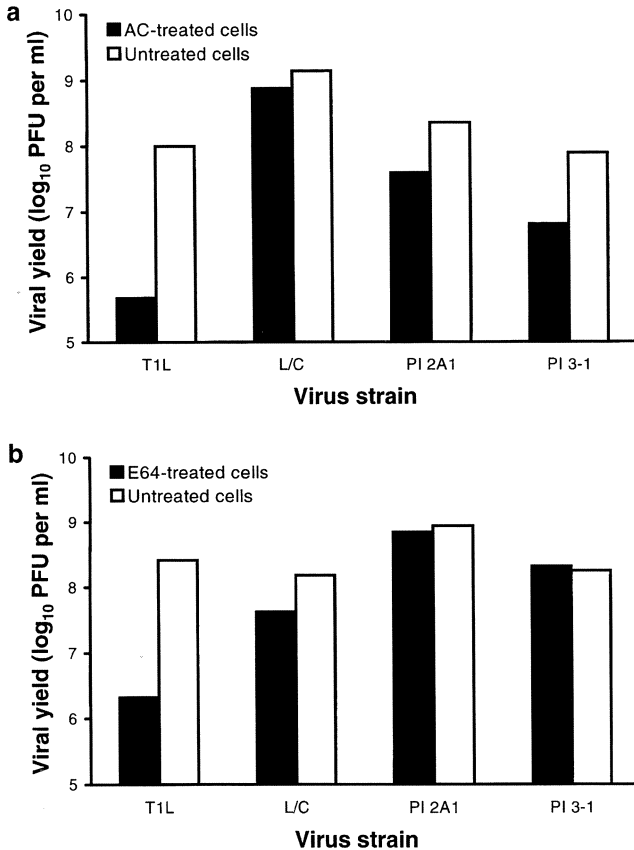 a
AC-treated cells
Untreated cells
Viral yield (log10 PFU per ml)
10
9
8
7
6
5
T1L L/C PI 2A1 PI 3-1
Virus strain
b
E64-treated cells
Untreated cells
Viral yield (log10 PFU per ml)
10
9
8
7
6
5
T1L L/C PI 2A1 PI 3-1
Virus strain